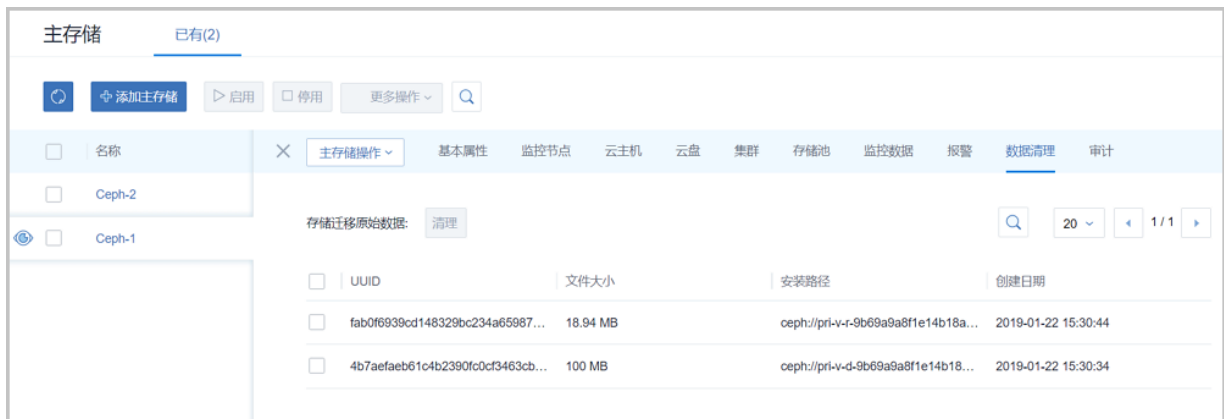 主存储 已有(2)
添加主存储 启用 停用 更多操作
名称 主存储操作 基本属性 监控节点 云主机 云盘 集群 存储池 监控数据 报警 数据清理 审计
Ceph-2
存储迁移原始数据: 清理 20 1 / 1
Ceph-1
UUID 文件大小 安装路径 创建日期
fab0f6939cd148329bc234a65987... 18.94 MB ceph://pri-v-r-9b69a9a8f1e14b18a... 2019-01-22 15:30:44
4b7aefaeb61c4b2390fc0cf3463cb... 100 MB ceph://pri-v-d-9b69a9a8f1e14b18... 2019-01-22 15:30:34